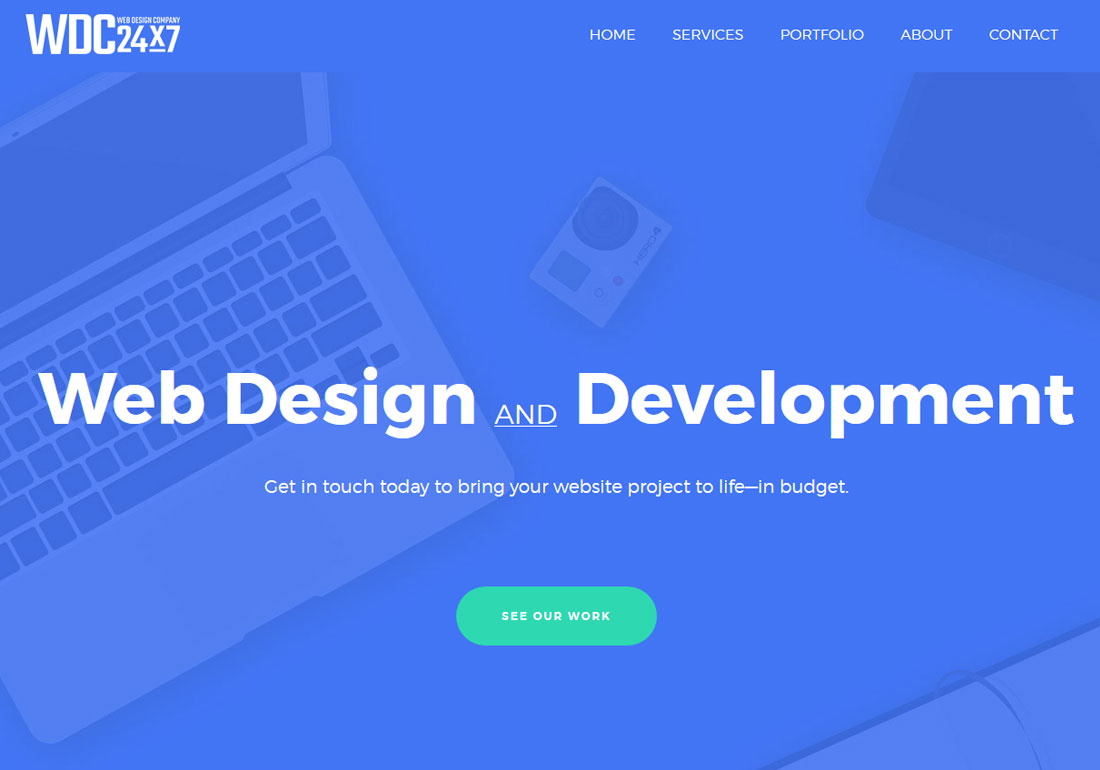 WDC WEB DESIGN COMPANY 24X7
HOME SERVICES PORTFOLIO ABOUT CONTACT
HERO4
Web Design AND Development
Get in touch today to bring your website project to life—in budget.
SEE OUR WORK